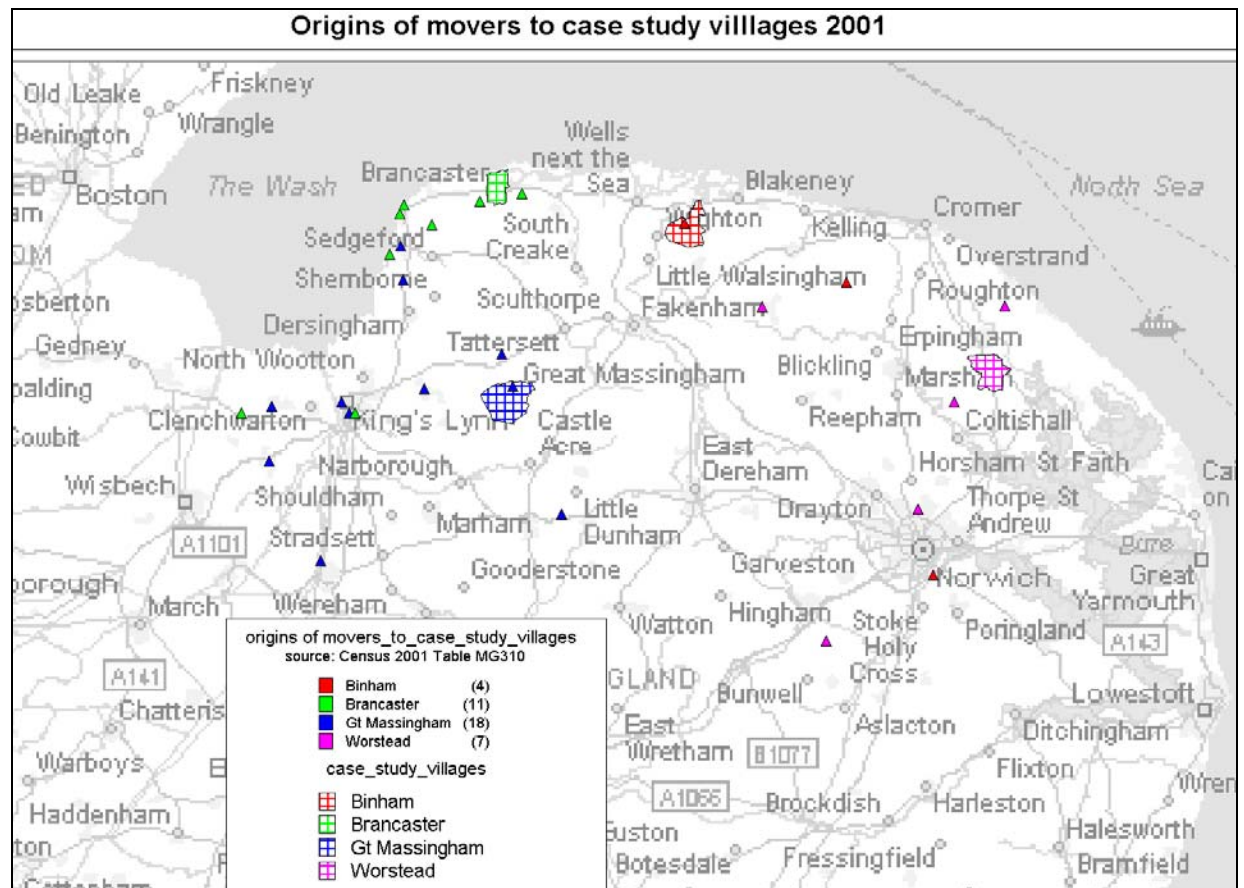 Origins of movers to case study villlages 2001
Friskney
Old Leake
Wrangle
Benington
Boston
The Wash
Brancaster
Wells
next the
Sea
Blakeney
North Sea
Wighton
Kelling
Cromer
Sedgeford
South
Creake
Overstrand
Shernborne
Little Walsingham
Roughton
Sculthorpe
Fakenham
Dersingham
Erpingham
Gedney
North Wootton
Tattersett
Great Massingham
Blickling
Marsham
Clenchwarton
King's Lynn
Castle
Acre
Reepham
Coltishall
Narborough
East
Dereham
Horsham St Faith
Wisbech
Shouldham
Marham
Little
Dunham
Drayton
Thorpe St
Andrew
A1101
Stradsett
Gooderstone
Garveston
Norwich
Bure
Great
Yarmouth
March
Wereham
Hingham
Watton
Stoke
Holy
Cross
Poringland
A143
A141
Bunwell
Lowestoft
Chatteris
East
Wretham
Aslacton
Ditchingham
B1077
Warboys
Flixton
A1066
Brockdish
Harleston
Haddenham
Halesworth
Botesdale
Fressingfield
Bramfield
origins of movers_to_case_study_villages
source: Census 2001 Table MG310
Binham (4)
Brancaster (11)
Gt Massingham (18)
Worstead (7)
case_study_villages
Binham
Brancaster
Gt Massingham
Worstead